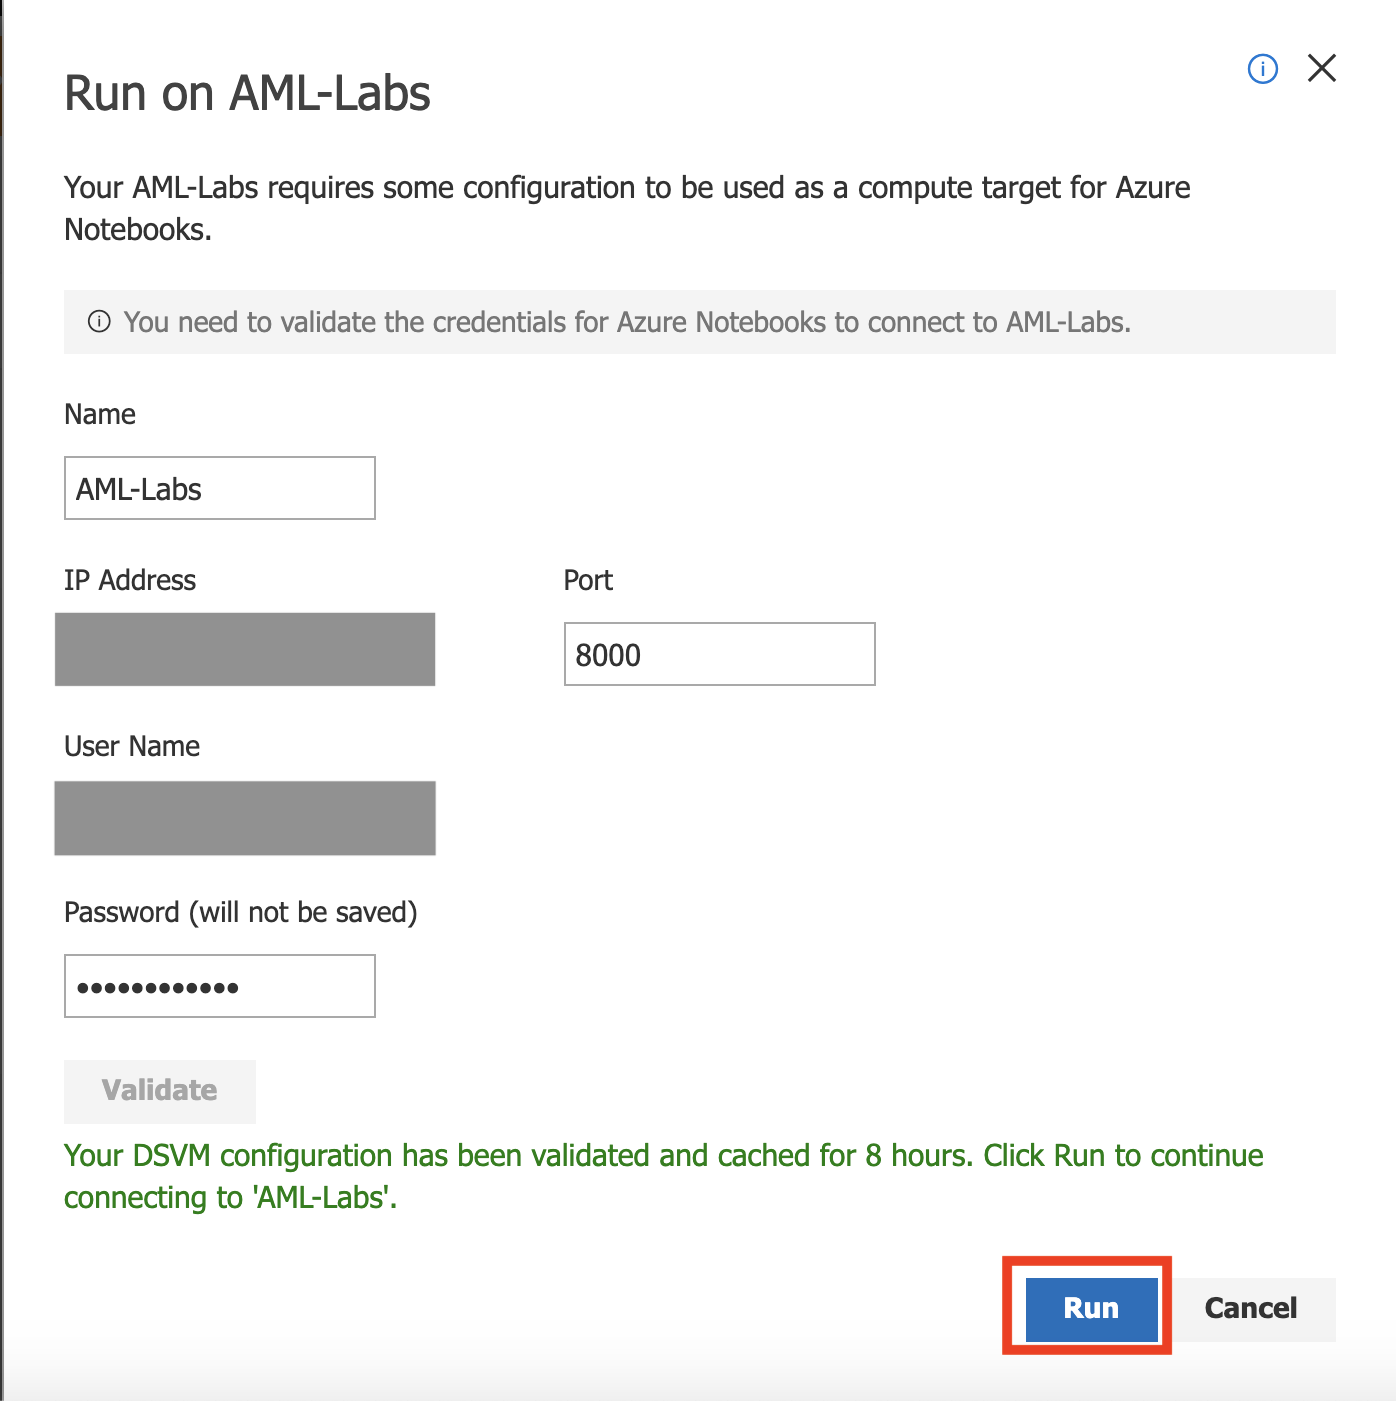 Run on AML-Labs
Your AML-Labs requires some configuration to be used as a compute target for Azure
Notebooks.
You need to validate the credentials for Azure Notebooks to connect to AML-Labs.
Name
AML-Labs
IP Address
Port
8000
User Name
Password (will not be saved)
••••••••••••
Validate
Your DSVM configuration has been validated and cached for 8 hours. Click Run to continue
connecting to 'AML-Labs'.
Run
Cancel